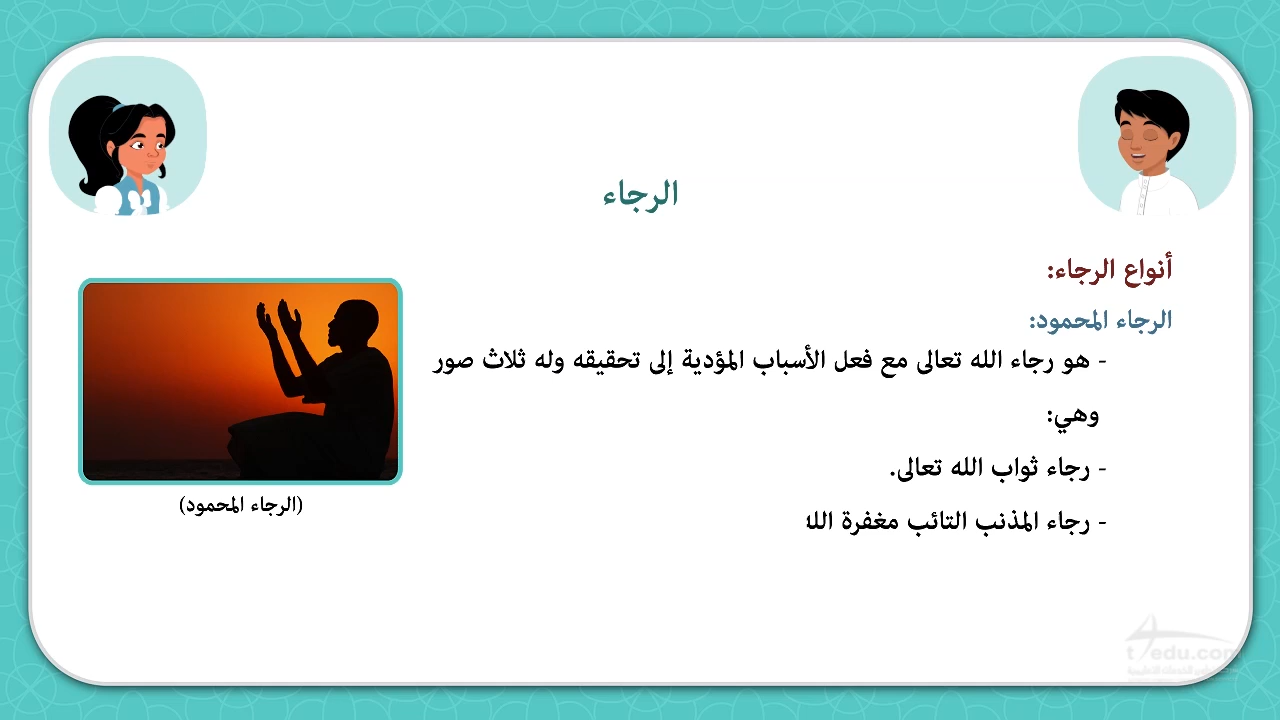 الرجاء
أنواع الرجاء:
الرجاء المحمود:
- هو رجاء الله تعالى مع فعل الأسباب المؤدية إلى تحقيقه وله ثلاث صور
وهي:
- رجاء ثواب الله تعالى.
- رجاء المذنب التائب مغفرة
(الرجاء المحمود)
edu.com